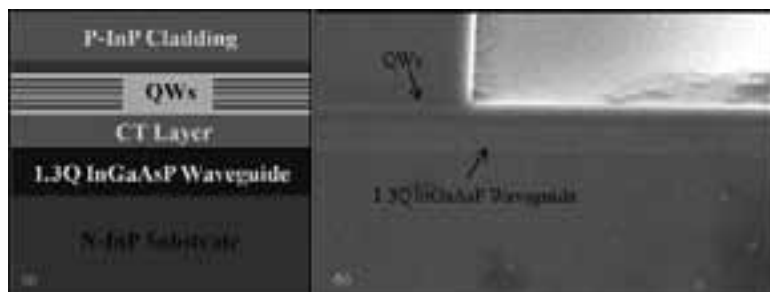 P-InP Cladding
QWs
CT Layer
1.3Q InGaAsP Waveguide
N-InP Substrate
(a)
QWs
1.3Q InGaAsP Waveguide
(b)